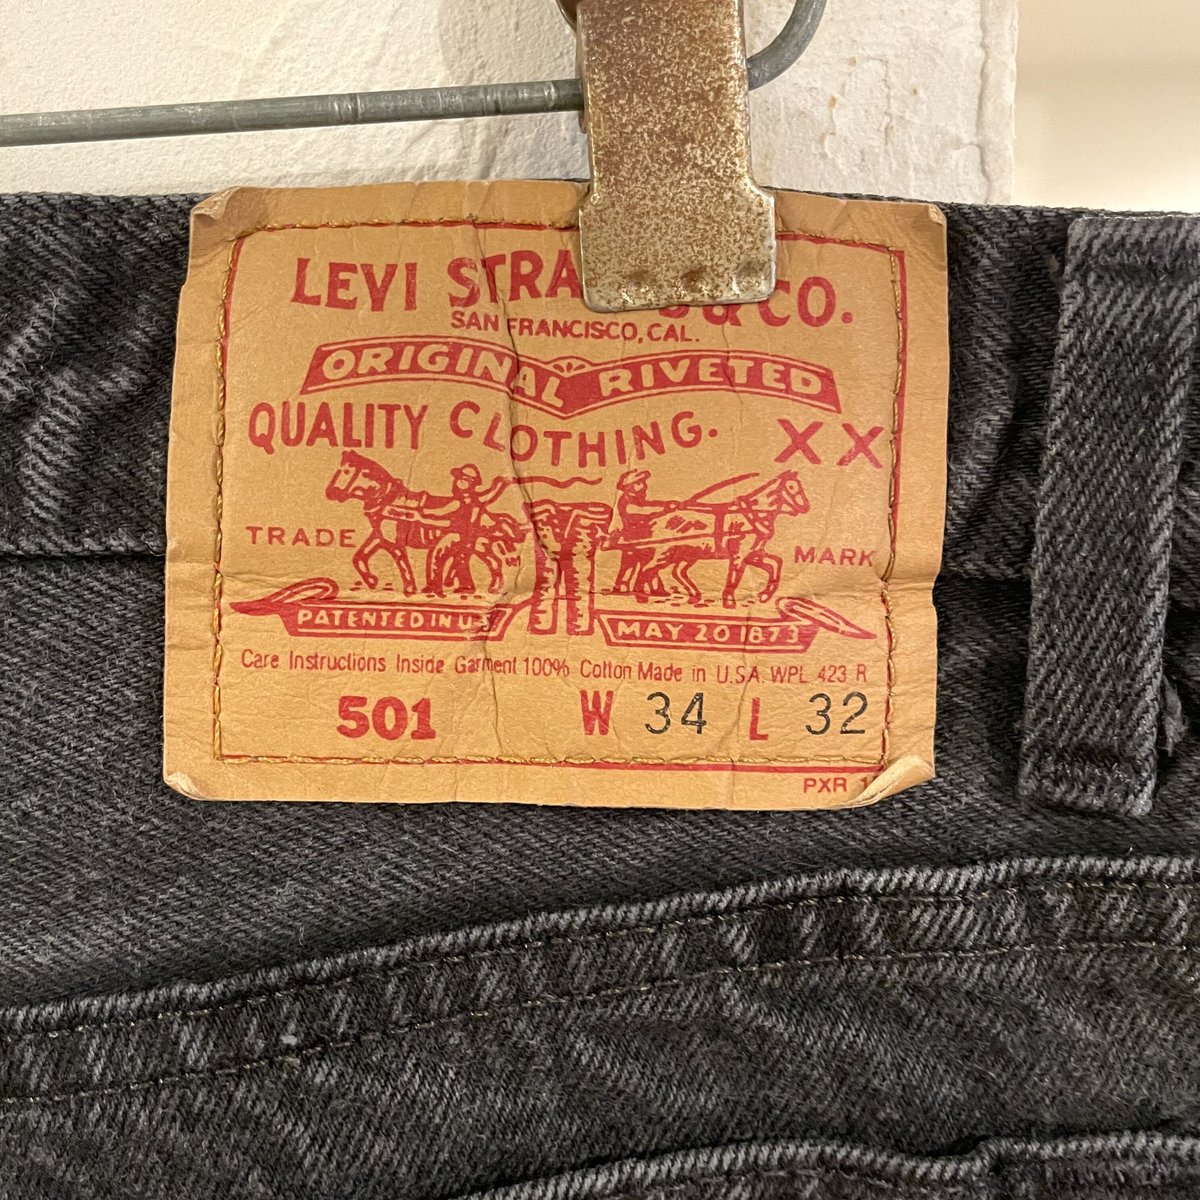 LEVI STRA & CO.
SAN FRANCISCO, CAL.
ORIGINAL RIVETED
QUALITY CLOTHING. XX
TRADE MARK
PATENTED IN U.S MAY 20 1873
Care Instructions Inside Garment 100% Cotton Made in U.S.A. WPL 423 R
501 W 34 L 32
PXR